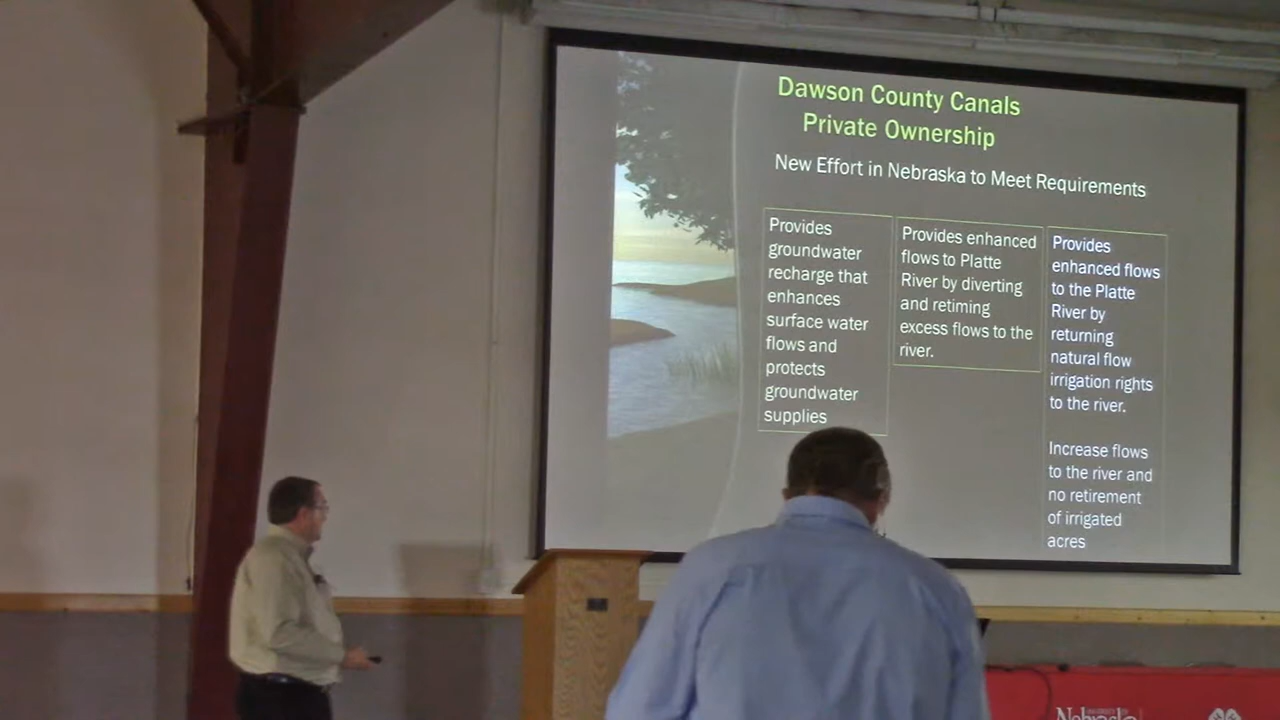 Dawson County Canals
Private Ownership
New Effort in Nebraska to Meet Requirements
Provides
groundwater
recharge that
enhances
surface water
flows and
protects
groundwater
supplies
Provides enhanced
flows to Platte
River by diverting
and retiming
excess flows to the
river.
Provides
enhanced flows
to the Platte
River by
returning
natural flow
irrigation rights
to the river.
Increase flows
to the river and
no retirement
of irrigated
acres
Nebraska